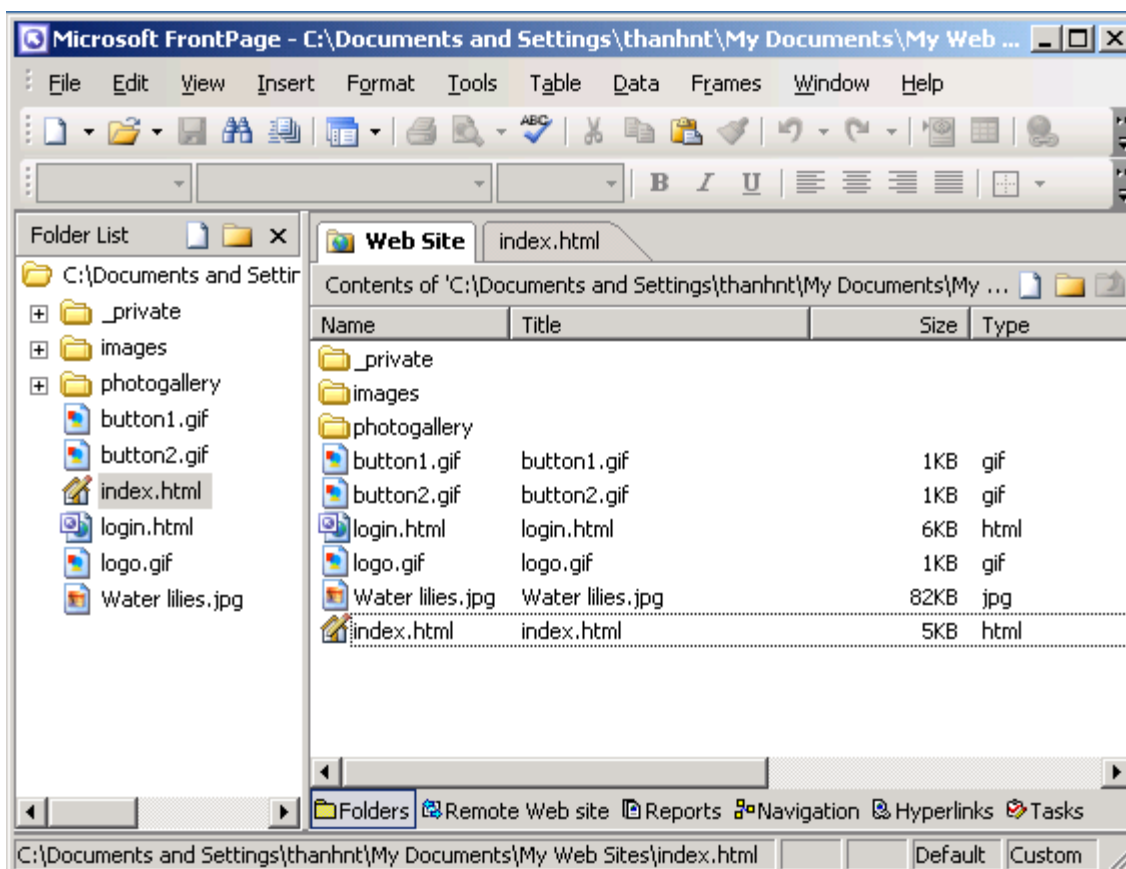 Microsoft FrontPage - C:\Documents and Settings\thanhnt\My Documents\My Web ...
File Edit View Insert Format Tools Table Data Frames Window Help
ABC
B I U
Folder List
C:\Documents and Settin
_private
images
photogallery
button1.gif
button2.gif
index.html
login.html
logo.gif
Water lilies.jpg
Web Site index.html
Contents of 'C:\Documents and Settings\thanhnt\My Documents\My ...
Name Title Size Type
_private
images
photogallery
button1.gif button1.gif 1KB gif
button2.gif button2.gif 1KB gif
login.html login.html 6KB html
logo.gif logo.gif 1KB gif
Water lilies.jpg Water lilies.jpg 82KB jpg
index.html index.html 5KB html
Folders Remote Web site Reports Navigation Hyperlinks Tasks
C:\Documents and Settings\thanhnt\My Documents\My Web Sites\index.html Default Custom